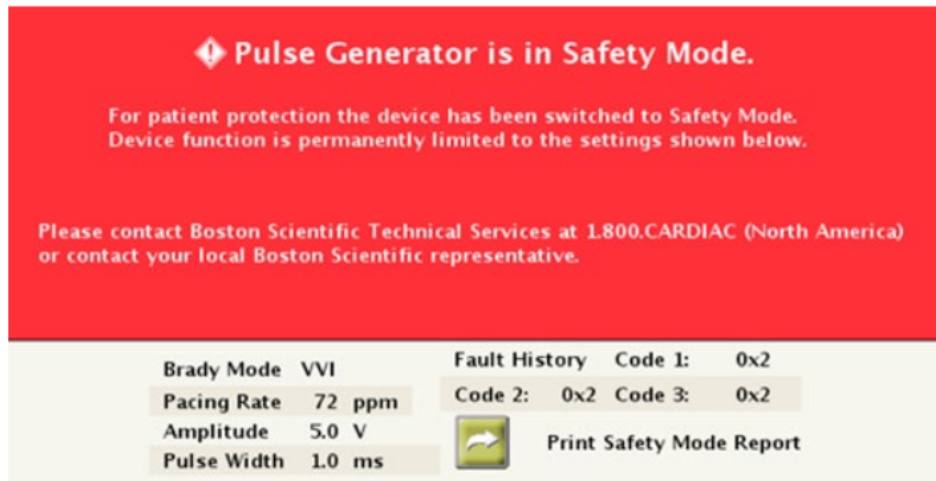 Pulse Generator is in Safety Mode.
For patient protection the device has been switched to Safety Mode.
Device function is permanently limited to the settings shown below.
Please contact Boston Scientific Technical Services at 1.800.CARDIAC (North America)
or contact your local Boston Scientific representative.
Brady Mode VVI
Pacing Rate 72 ppm
Amplitude 5.0 V
Pulse Width 1.0 ms
Fault History Code 1: 0x2
Code 2: 0x2 Code 3: 0x2
Print Safety Mode Report